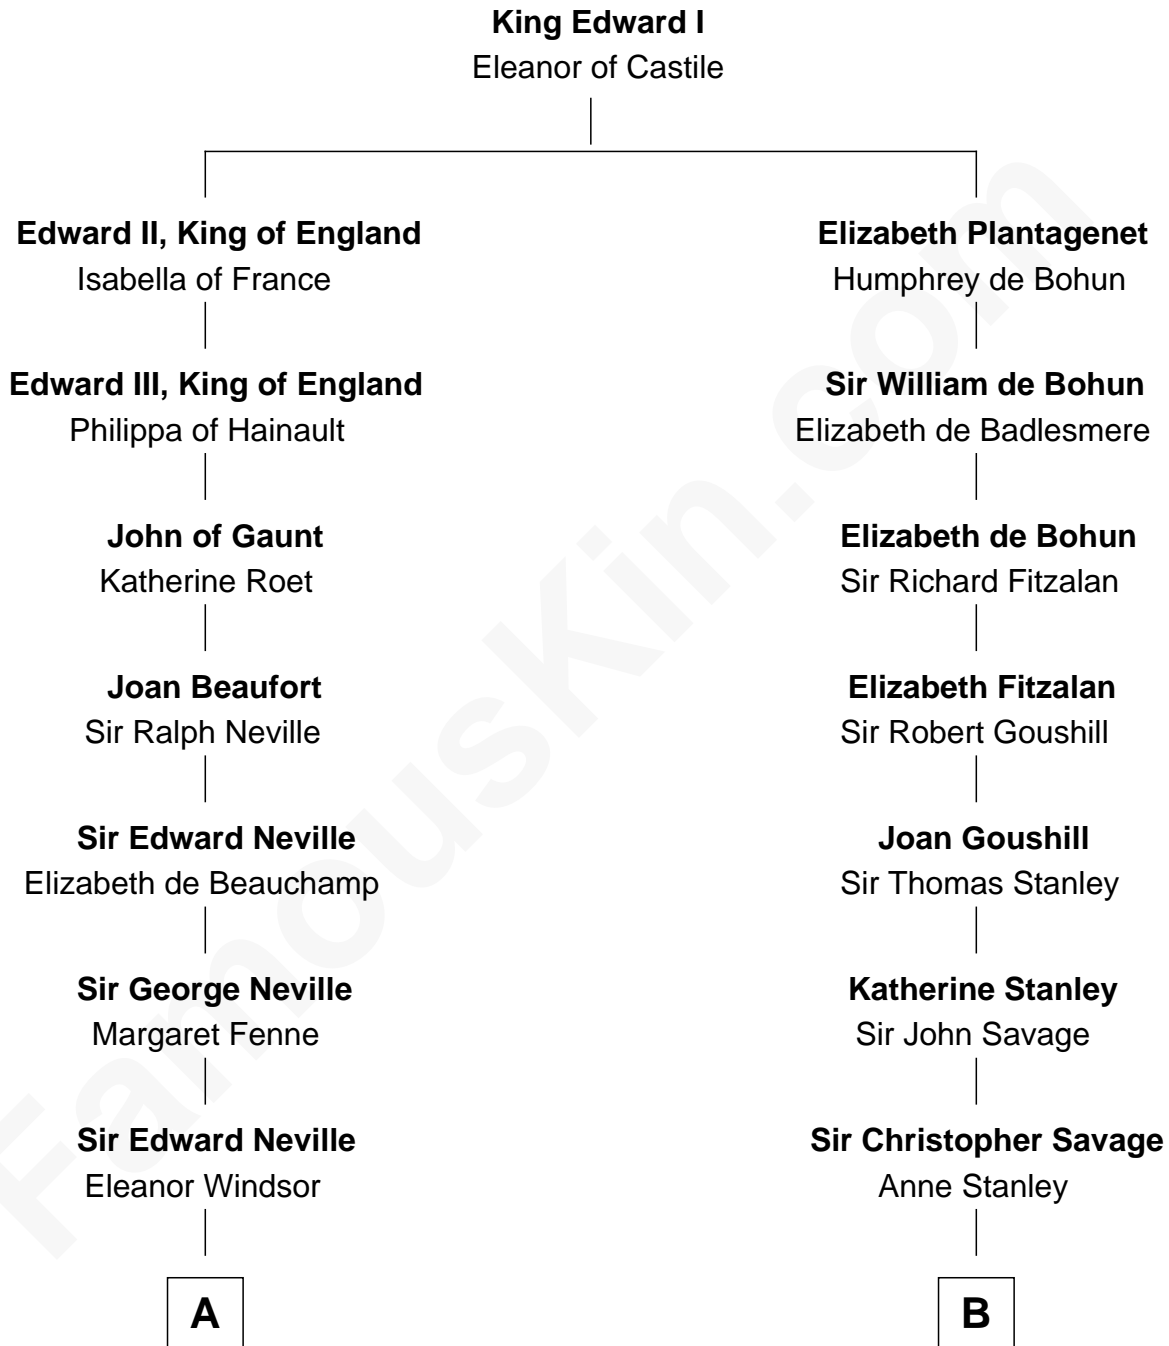 King Edward I
Eleanor of Castile
Edward II, King of England
Isabella of France
Elizabeth Plantagenet
Humphrey de Bohun
Edward III, King of England
Philippa of Hainault
Sir William de Bohun
Elizabeth de Badlesmere
John of Gaunt
Katherine Roet
Elizabeth de Bohun
Sir Richard Fitzalan
Joan Beaufort
Sir Ralph Neville
Elizabeth Fitzalan
Sir Robert Goushill
Sir Edward Neville
Elizabeth de Beauchamp
Joan Goushill
Sir Thomas Stanley
Sir George Neville
Margaret Fenne
Katherine Stanley
Sir John Savage
Sir Edward Neville
Eleanor Windsor
Sir Christopher Savage
Anne Stanley
A
B
FamousKin.com